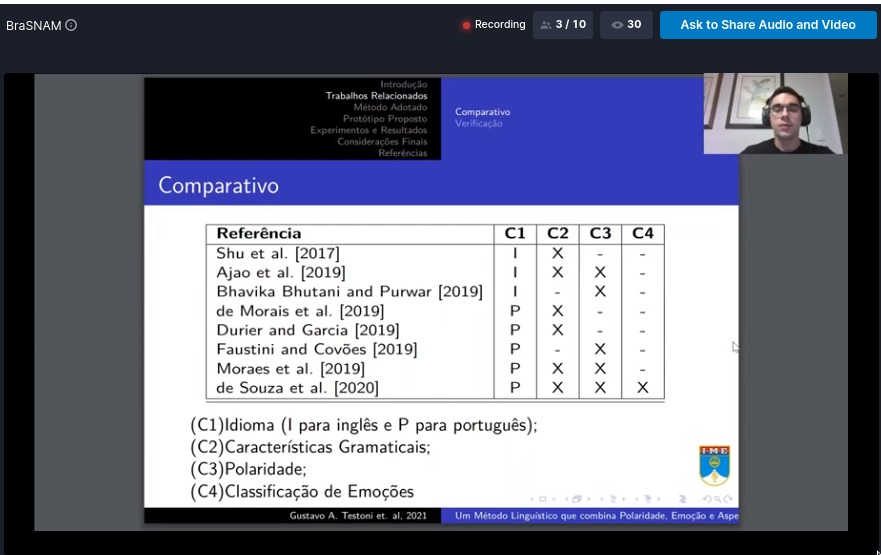 BraSNAM
Recording
3 / 10
30
Ask to Share Audio and Video
Introdução
Trabalhos Relacionados
Método Adotado
Protótipo Proposto
Experimentos e Resultados
Considerações Finais
Referências
Comparativo
Verificação
Comparativo
Referência C1 C2 C3 C4
Shu et al. [2017] I X - -
Ajao et al. [2019] I X X -
Bhavika Bhutani and Purwar [2019] I - X -
de Morais et al. [2019] P X - -
Durier and Garcia [2019] P X - -
Faustini and Covões [2019] P - X -
Moraes et al. [2019] P X X -
de Souza et al. [2020] P X X X
(C1)Idioma (I para inglês e P para português);
(C2)Características Gramaticais;
(C3)Polaridade;
(C4)Classificação de Emoções
I·M·E
Gustavo A. Testoni et. al, 2021
Um Método Linguístico que combina Polaridade, Emoção e Aspe